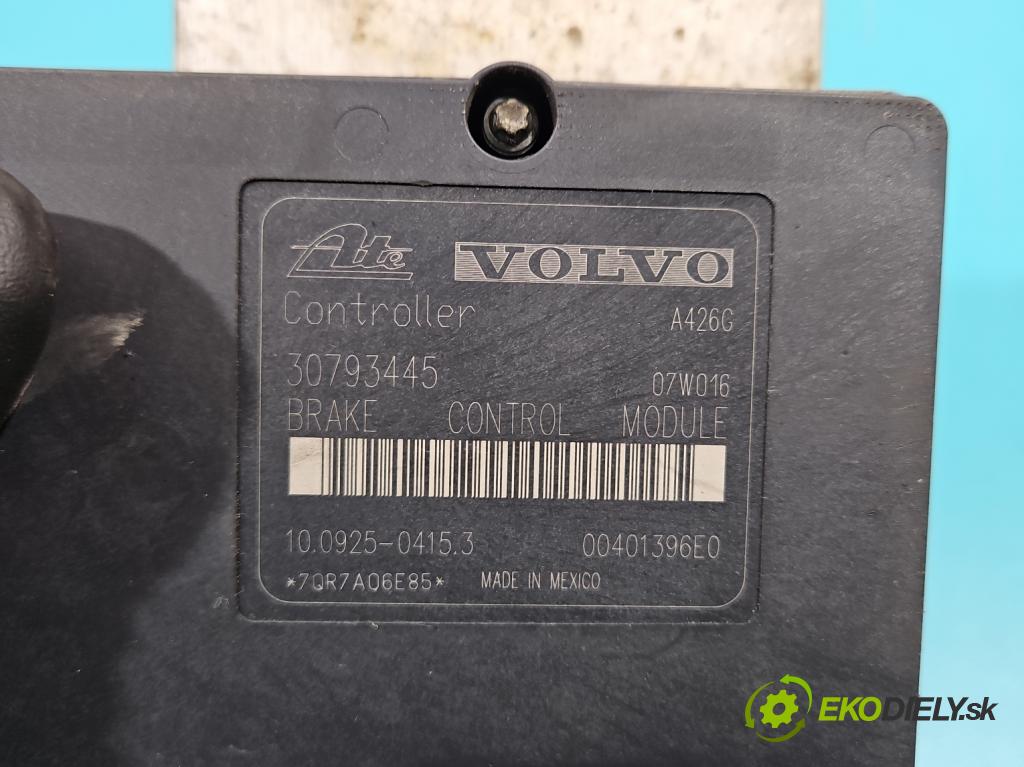 Ate VOLVO
Controller A426G
30793445 07W016
BRAKE CONTROL MODULE
10.0925-0415.3 00401396E0
*7QR7A06E85* MADE IN MEXICO
EKODIELY.sk